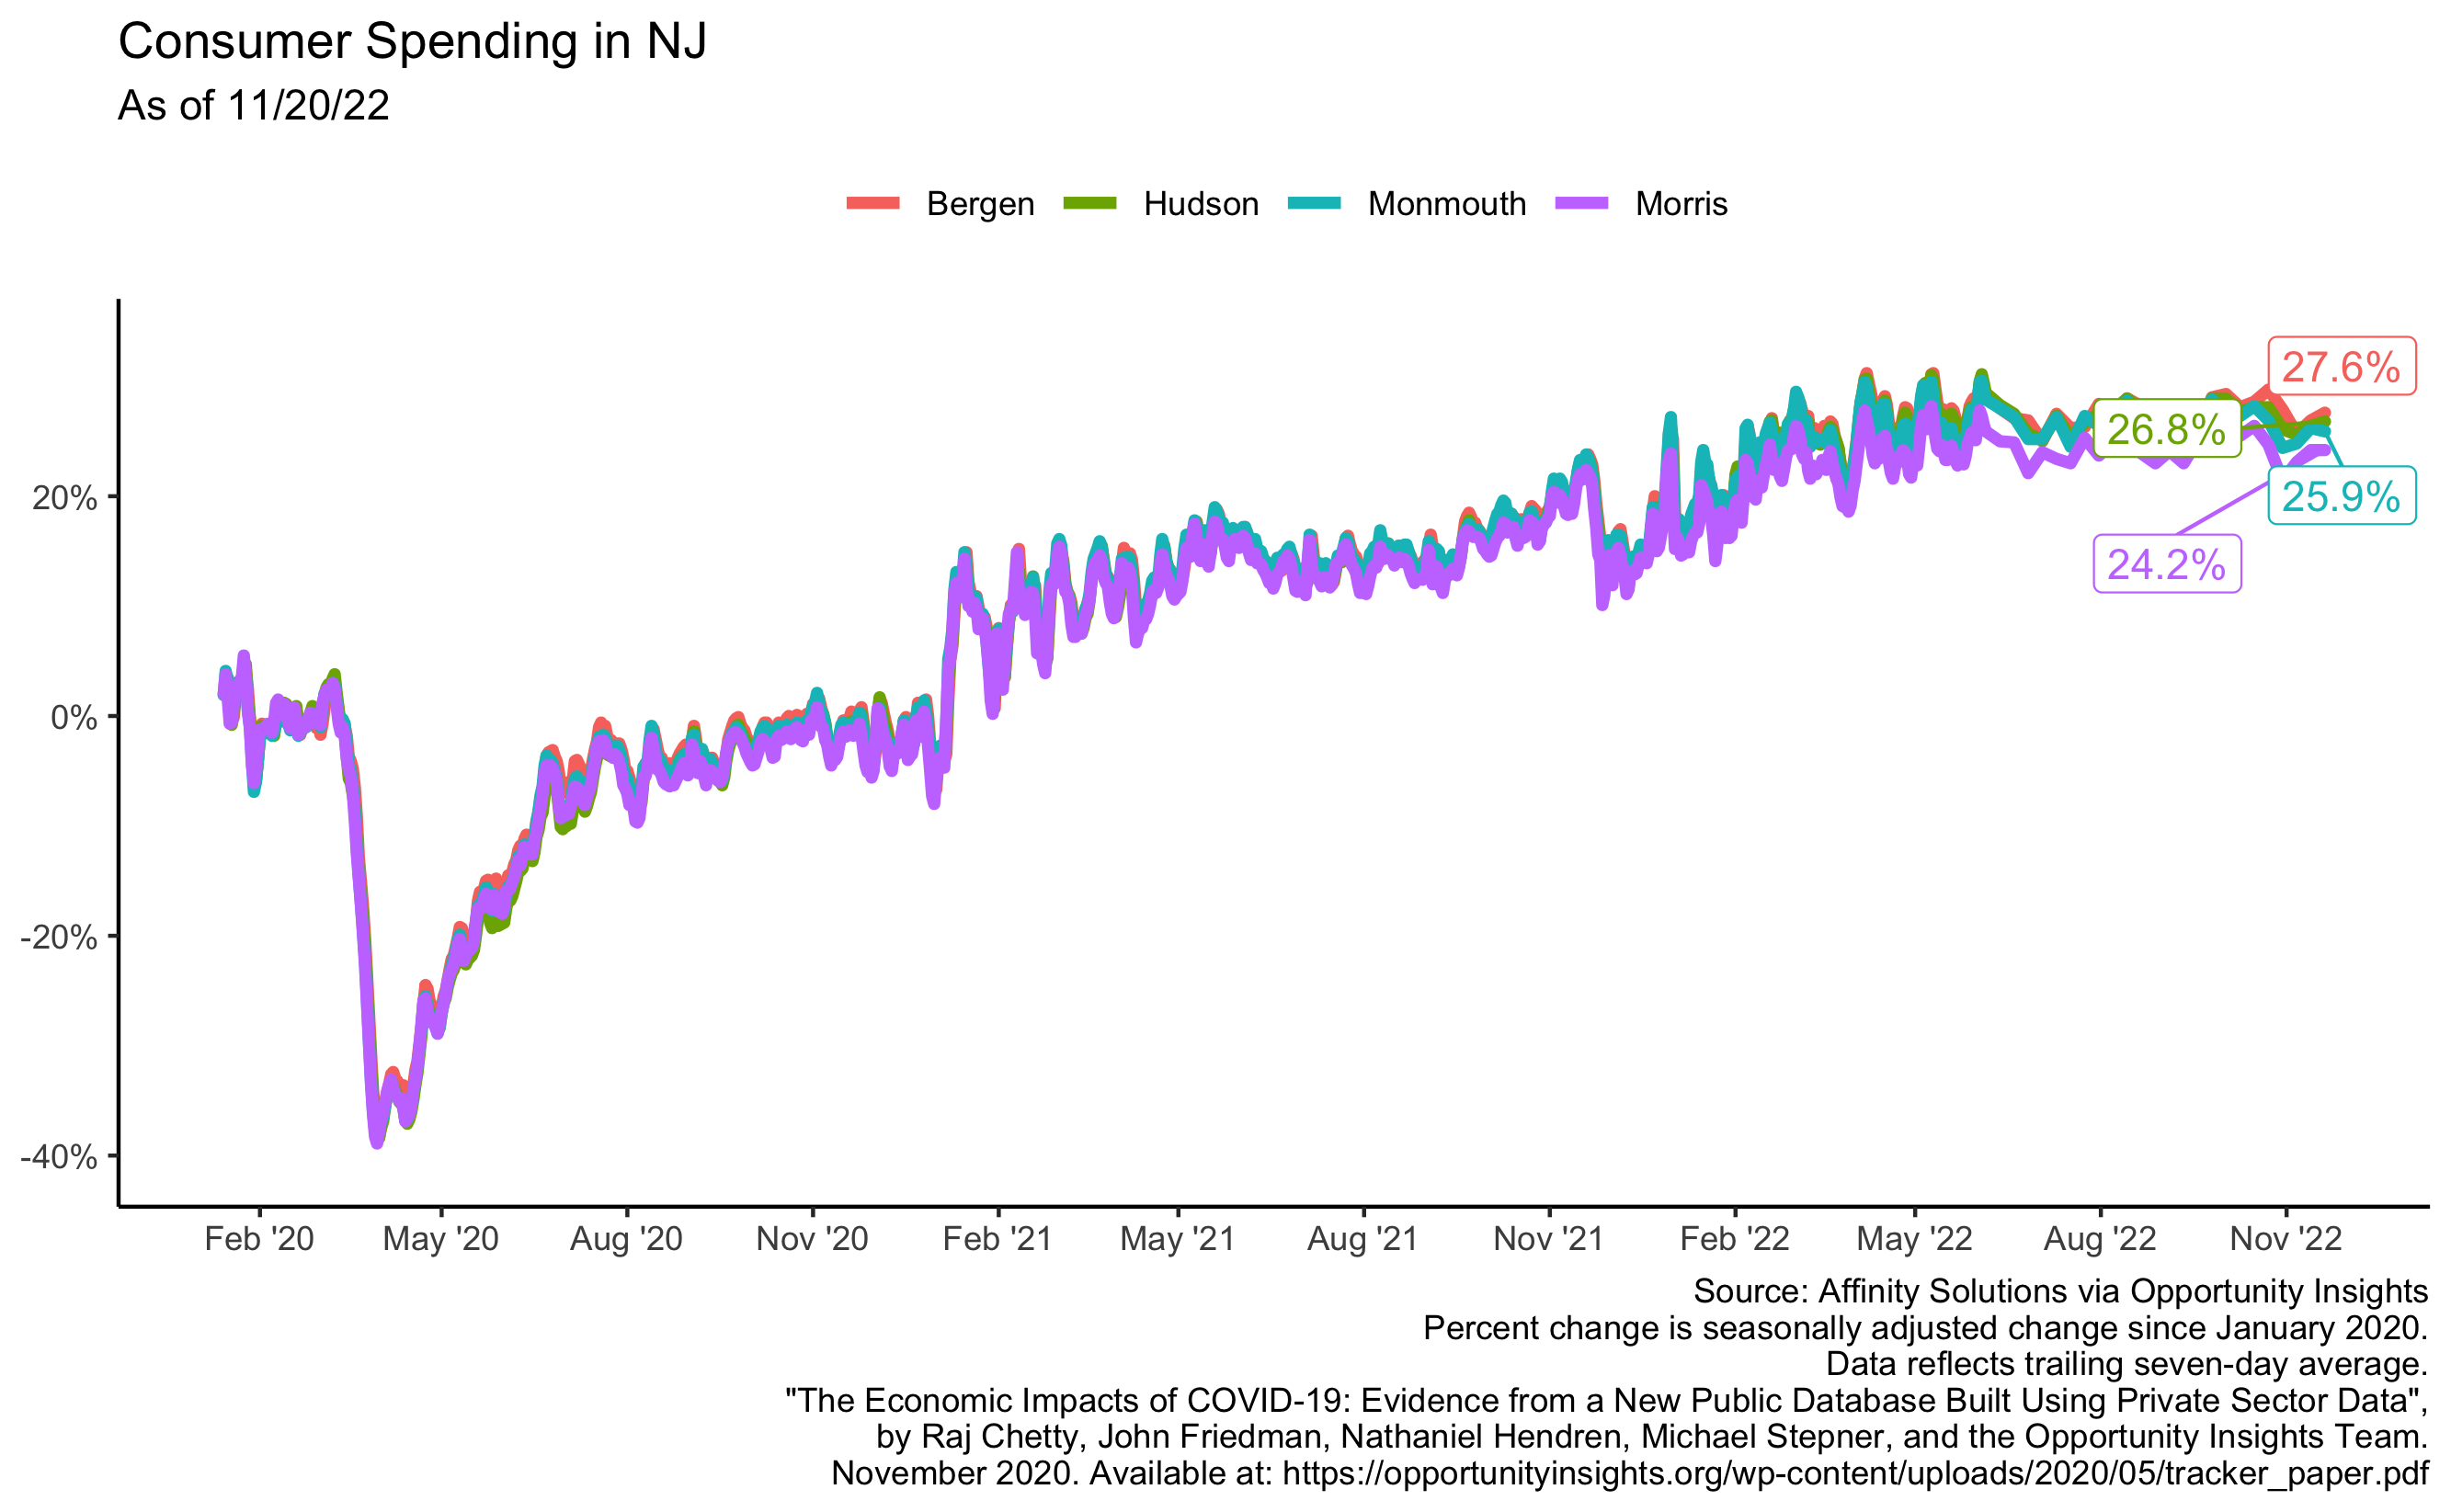 Consumer Spending in NJ
As of 11/20/22
Bergen Hudson Monmouth Morris
27.6%
26.8%
25.9%
24.2%
20%
0%
-20%
-40%
Feb '20 May '20 Aug '20 Nov '20 Feb '21 May '21 Aug '21 Nov '21 Feb '22 May '22 Aug '22 Nov '22
Source: Affinity Solutions via Opportunity Insights
Percent change is seasonally adjusted change since January 2020.
Data reflects trailing seven-day average.
"The Economic Impacts of COVID-19: Evidence from a New Public Database Built Using Private Sector Data",
by Raj Chetty, John Friedman, Nathaniel Hendren, Michael Stepner, and the Opportunity Insights Team.
November 2020. Available at: https://opportunityinsights.org/wp-content/uploads/2020/05/tracker_paper.pdf